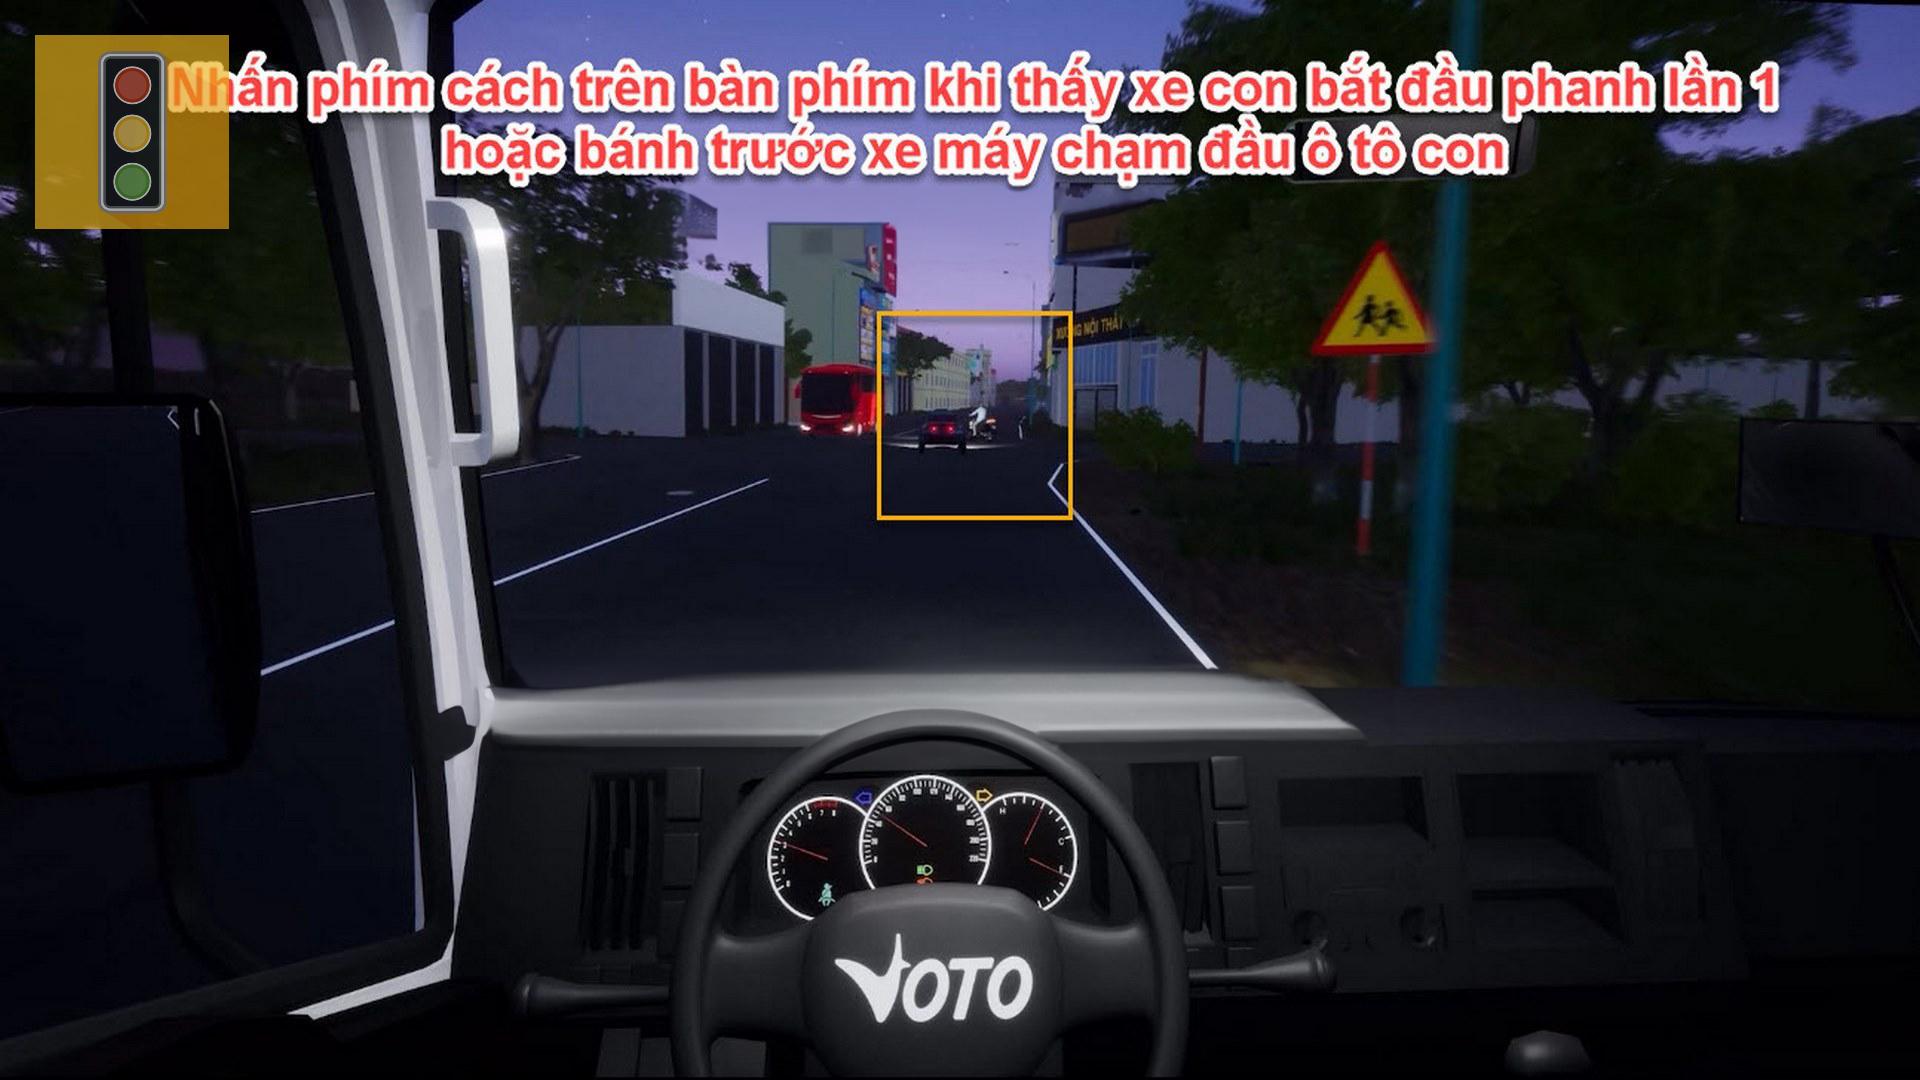 Nhấn phím cách trên bàn phím khi thấy xe con bắt đầu phanh lần 1
hoặc bánh trước xe máy chạm đầu ô tô con
VOTO